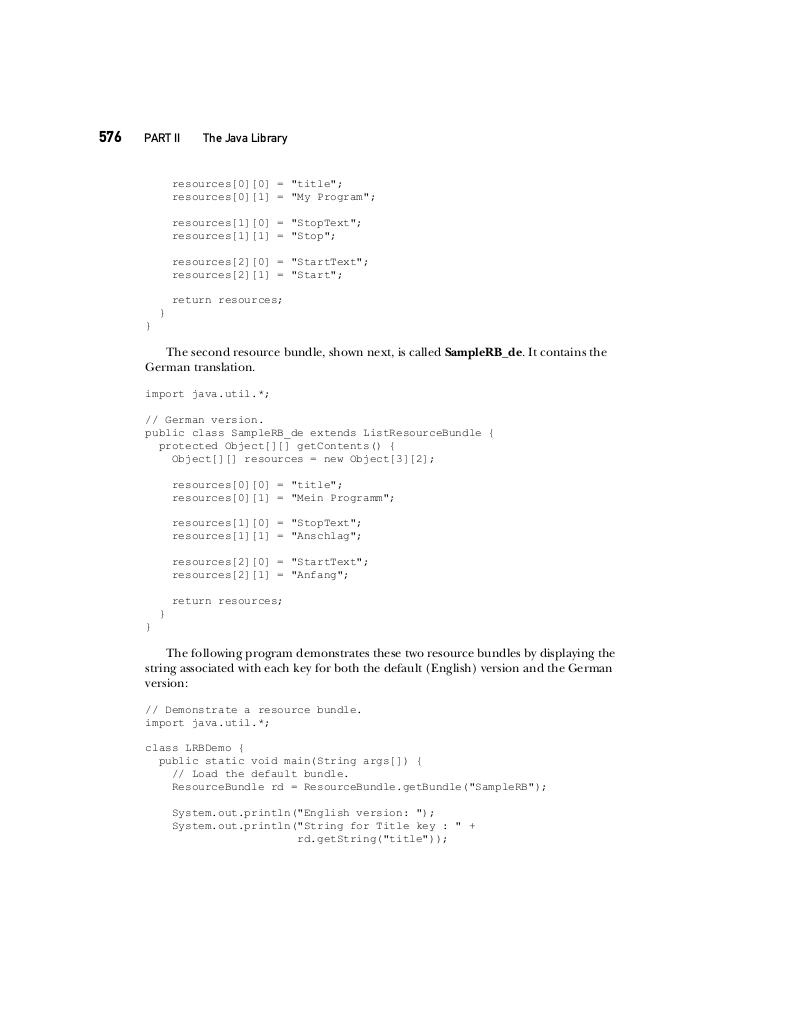 576 PART II The Java Library
resources[0][0] = "title";
resources[0][1] = "My Program";
resources[1][0] = "StopText";
resources[1][1] = "Stop";
resources[2][0] = "StartText";
resources[2][1] = "Start";
return resources;
}
}
The second resource bundle, shown next, is called SampleRB_de. It contains the
German translation.
import java.util.*;
// German version.
public class SampleRB_de extends ListResourceBundle {
protected Object[][] getContents() {
Object[][] resources = new Object[3][2];
resources[0][0] = "title";
resources[0][1] = "Mein Programm";
resources[1][0] = "StopText";
resources[1][1] = "Anschlag";
resources[2][0] = "StartText";
resources[2][1] = "Anfang";
return resources;
}
}
The following program demonstrates these two resource bundles by displaying the
string associated with each key for both the default (English) version and the German
version:
// Demonstrate a resource bundle.
import java.util.*;
class LRBDemo {
public static void main(String args[]) {
// Load the default bundle.
ResourceBundle rd = ResourceBundle.getBundle("SampleRB");
System.out.println("English version: ");
System.out.println("String for Title key : " +
rd.getString("title"));